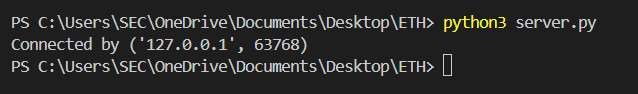 PS C:\Users\SEC\OneDrive\Documents\Desktop\ETH> python3 server.py
Connected by ('127.0.0.1', 63768)
PS C:\Users\SEC\OneDrive\Documents\Desktop\ETH>